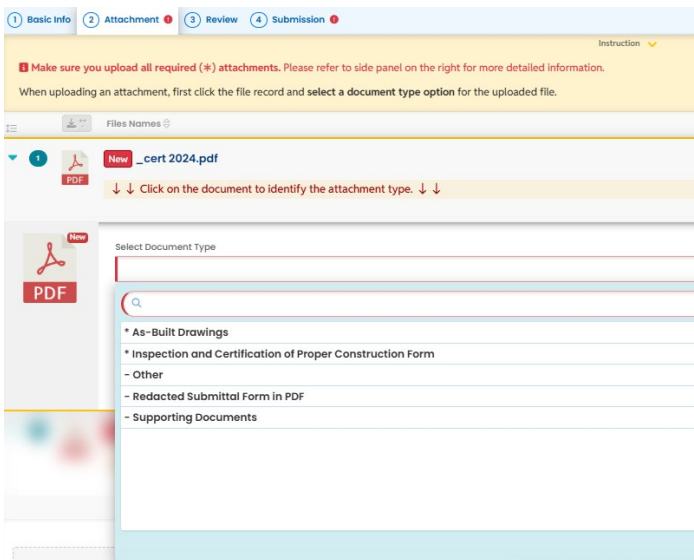 1 Basic Info 2 Attachment ! 3 Review 4 Submission !
Instruction
Make sure you upload all required (*) attachments. Please refer to side panel on the right for more detailed information.
When uploading an attachment, first click the file record and select a document type option for the uploaded file.
Files Names
1 PDF New _cert 2024.pdf
↓ ↓ Click on the document to identify the attachment type. ↓ ↓
New
PDF
Select Document Type
* As-Built Drawings
* Inspection and Certification of Proper Construction Form
- Other
- Redacted Submittal Form in PDF
- Supporting Documents